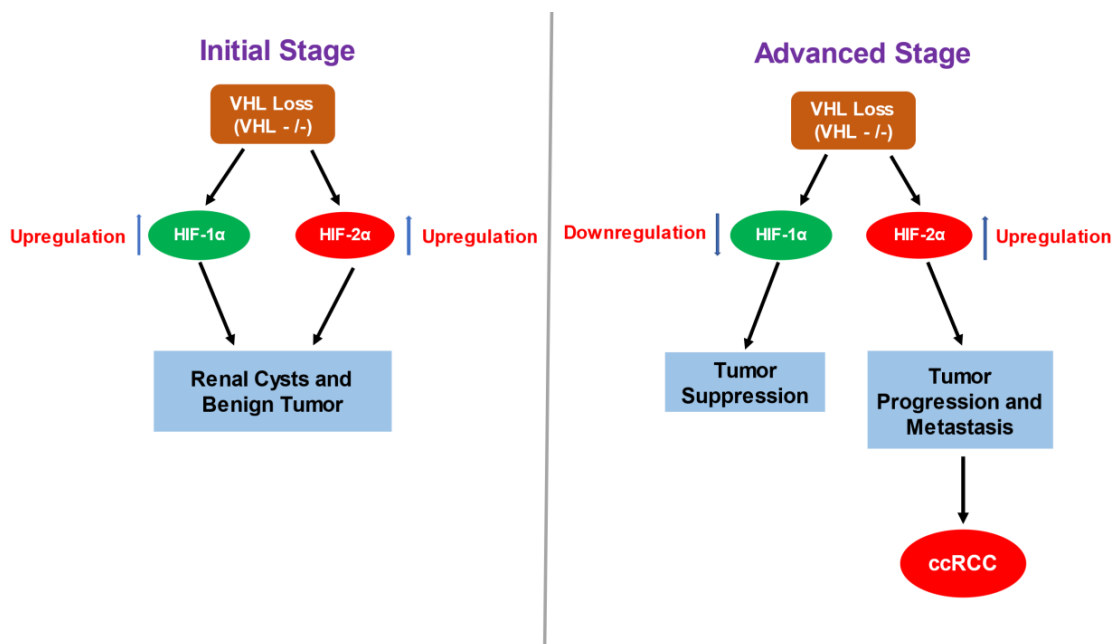 Initial Stage
VHL Loss
(VHL - /-)
Upregulation
HIF-1α
HIF-2α
Upregulation
Renal Cysts and
Benign Tumor
Advanced Stage
VHL Loss
(VHL - /-)
Downregulation
HIF-1α
HIF-2α
Upregulation
Tumor
Suppression
Tumor
Progression and
Metastasis
ccRCC